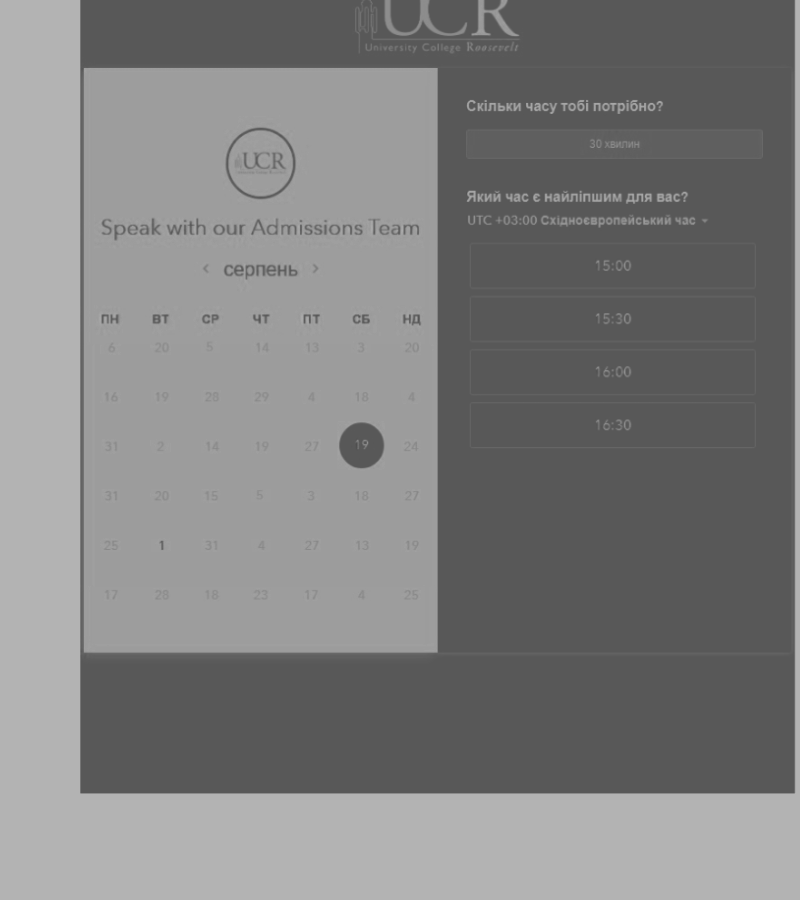 UCR
University College Roosevelt
UCR
Speak with our Admissions Team
серпень
ПН ВТ СР ЧТ ПТ СБ НД
6 20 5 14 13 3 20
16 19 28 29 4 18 4
31 2 14 19 27 19 24
31 20 15 5 3 18 27
25 1 31 4 27 13 19
17 28 18 23 17 4 25
Скільки часу тобі потрібно?
30 хвилин
Який час є найліпшим для вас?
UTC +03:00 Східноєвропейський час
15:00
15:30
16:00
16:30